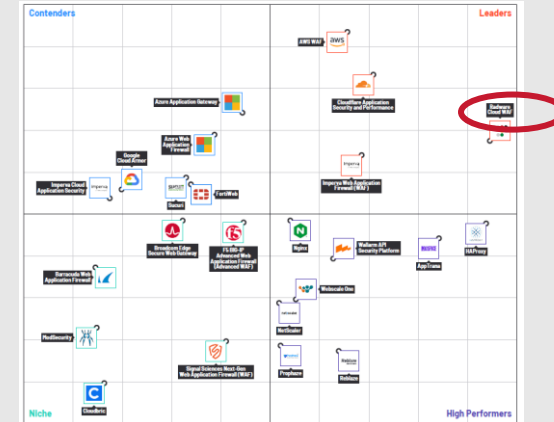 Contenders
Leaders
AWS WAF
aws
Cloudflare Application
Security and Performance
Azure Application Gateway
Radware
Cloud WAF
Azure Web
Application
Firewall
Google
Cloud Armor
Imperva Cloud
Application Security
imperva
Sucuri
FortiWeb
imperva
Imperva Web Application
Firewall (WAF)
Broadcom Edge
Secure Web Gateway
F5 BIG-IP
Advanced Web
Application Firewall
(Advanced WAF)
Nginx
Wallarm API
Security Platform
AppTrana
HAProxy
Barracuda Web
Application Firewall
Webscale One
NetScaler
ModSecurity
Signal Sciences Next-Gen
Web Application Firewall (WAF)
Prophaze
Reblaze
Cloudbric
Niche
High Performers